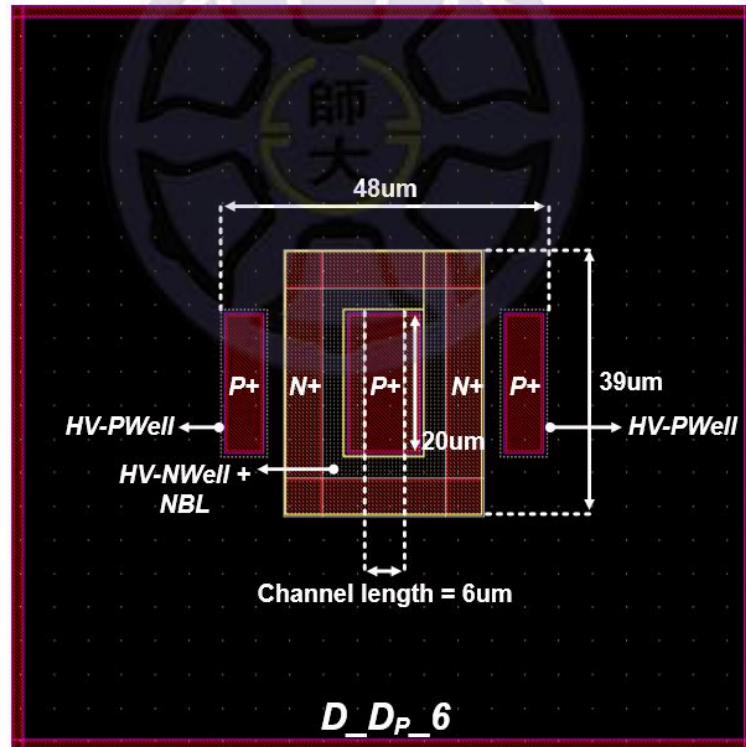 師
大
48um
P+
N+
P+
N+
P+
39um
20um
HV-PWell
HV-PWell
HV-NWell +
NBL
Channel length = 6um
D_DP_6